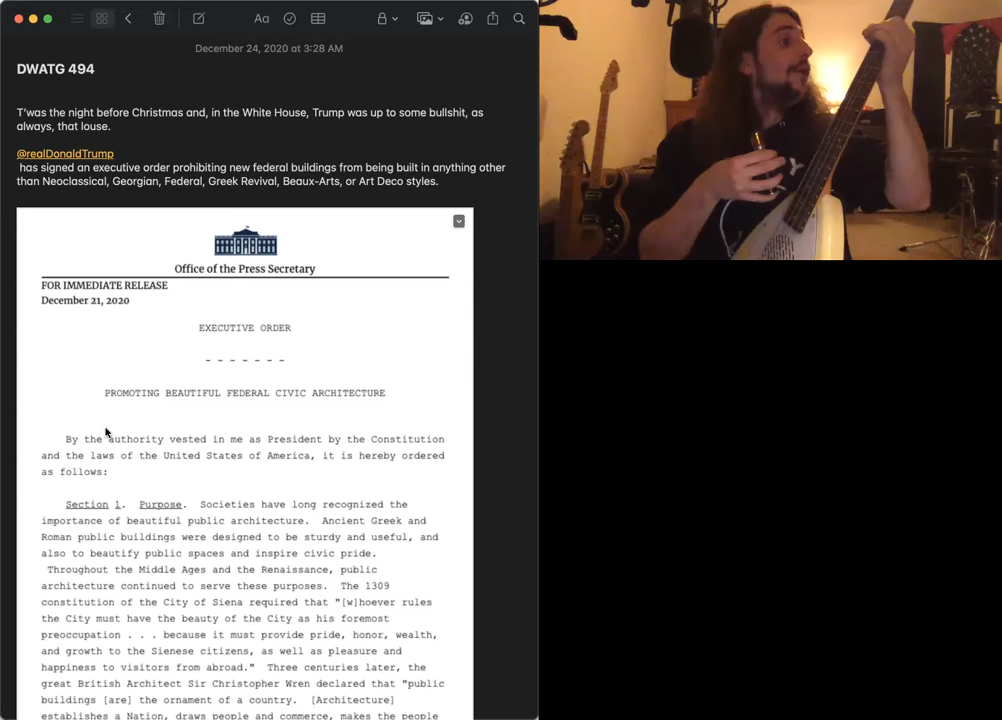 December 24, 2020 at 3:28 AM
DWATG 494
T'was the night before Christmas and, in the White House, Trump was up to some bullshit, as
always, that louse.
@realDonaldTrump
has signed an executive order prohibiting new federal buildings from being built in anything other
than Neoclassical, Georgian, Federal, Greek Revival, Beaux-Arts, or Art Deco styles.
Office of the Press Secretary
FOR IMMEDIATE RELEASE
December 21, 2020
EXECUTIVE ORDER
- - - - - - -
PROMOTING BEAUTIFUL FEDERAL CIVIC ARCHITECTURE
By the authority vested in me as President by the Constitution
and the laws of the United States of America, it is hereby ordered
as follows:
Section 1. Purpose. Societies have long recognized the
importance of beautiful public architecture. Ancient Greek and
Roman public buildings were designed to be sturdy and useful, and
also to beautify public spaces and inspire civic pride.
Throughout the Middle Ages and the Renaissance, public
architecture continued to serve these purposes. The 1309
constitution of the City of Siena required that "[w]hoever rules
the City must have the beauty of the City as his foremost
preoccupation . . . because it must provide pride, honor, wealth,
and growth to the Sienese citizens, as well as pleasure and
happiness to visitors from abroad." Three centuries later, the
great British Architect Sir Christopher Wren declared that "public
buildings [are] the ornament of a country. [Architecture]
establishes a Nation, draws people and commerce, makes the people
Aa